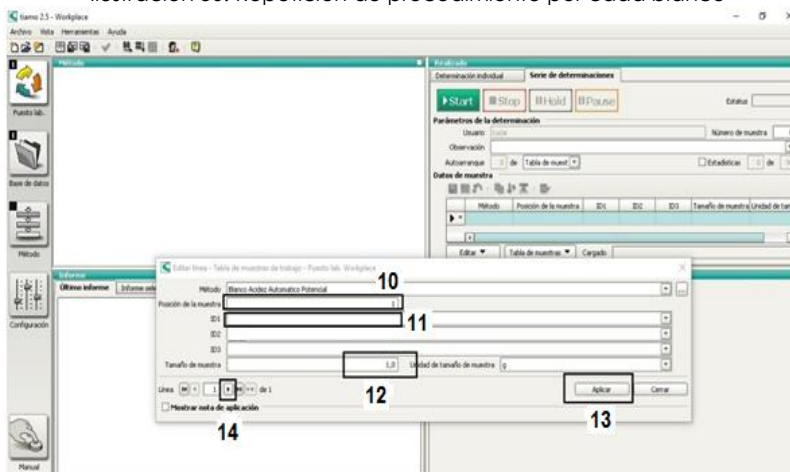 Ilustración 36. Repetición de procedimiento por cada blanco
tiamo 2.5 - Workplace
Archivo Vista Herramientas Ayuda
Método
Realizado
Determinación individual Serie de determinaciones
Start Stop Hold Pause Estatus
Parámetros de la determinación
Usuario Número de muestra
Observación
Autoarranque de Tabla de muest Estadísticas de
Datos de muestra
Método Posición de la muestra ID1 ID2 ID3 Tamaño de muestra Unidad de tam
Editar Tabla de muestras Cargado
Puesto lab.
Base de datos
Método
Configuración
Manual
Informe
Último informe Informe sele
Editar línea - Tabla de muestras de trabajo - Puesto lab. Workplace
10
Método Blanco Acidez Automatico Potencial
Posición de la muestra 1
ID1 11
ID2
ID3
Tamaño de muestra 1,0 Unidad de tamaño de muestra g
12
Línea 1 de 1 Aplicar Cerrar
13
Mostrar nota de aplicación
14